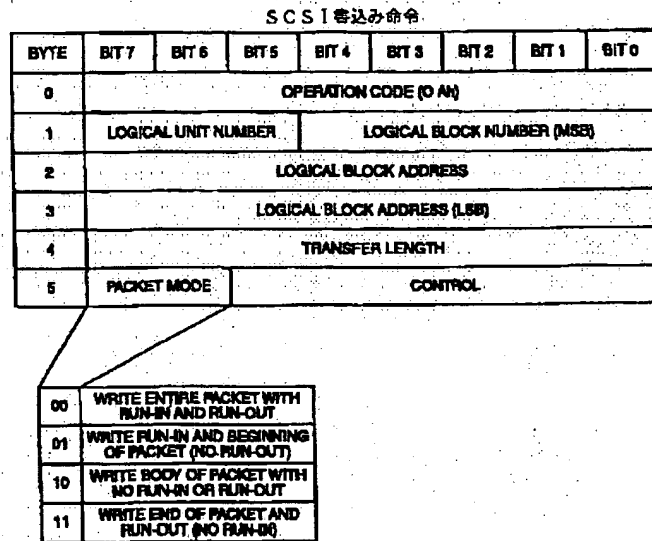 SCSI書込み命令
BYTE BIT 7 BIT 6 BIT 5 BIT 4 BIT 3 BIT 2 BIT 1 BIT 0
0 OPERATION CODE (0 Ah)
1 LOGICAL UNIT NUMBER LOGICAL BLOCK NUMBER (MSB)
2 LOGICAL BLOCK ADDRESS
3 LOGICAL BLOCK ADDRESS (LSB)
4 TRANSFER LENGTH
5 PACKET MODE CONTROL
00 WRITE ENTIRE PACKET WITH
RUN-IN AND RUN-OUT
01 WRITE RUN-IN AND BEGINNING
OF PACKET (NO RUN-OUT)
10 WRITE BODY OF PACKET WITH
NO RUN-IN OR RUN-OUT
11 WRITE END OF PACKET AND
RUN-OUT (NO RUN-IN)